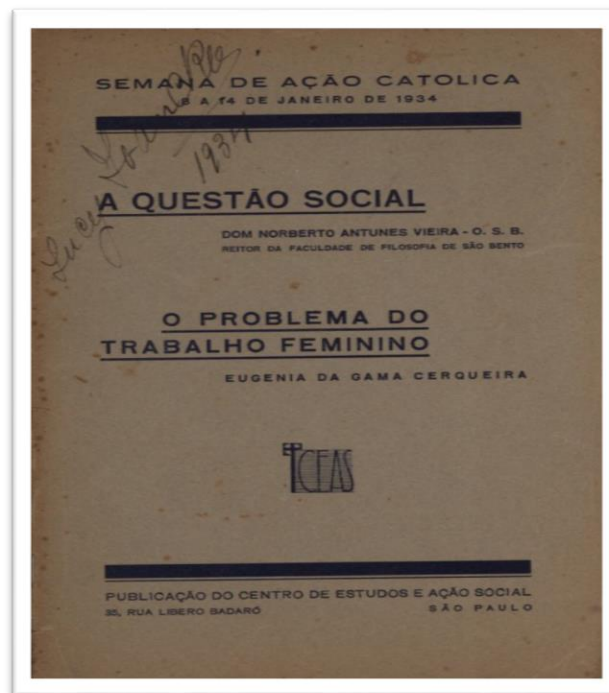 SEMANA DE AÇÃO CATOLICA
8 A 14 DE JANEIRO DE 1934
1934
A QUESTÃO SOCIAL
DOM NORBERTO ANTUNES VIEIRA - O. S. B.
REITOR DA FACULDADE DE FILOSOFIA DE SÃO BENTO
O PROBLEMA DO
TRABALHO FEMININO
EUGENIA DA GAMA CERQUEIRA
CEAS
PUBLICAÇÃO DO CENTRO DE ESTUDOS E AÇÃO SOCIAL
35, RUA LIBERO BADARÓ SÃO PAULO